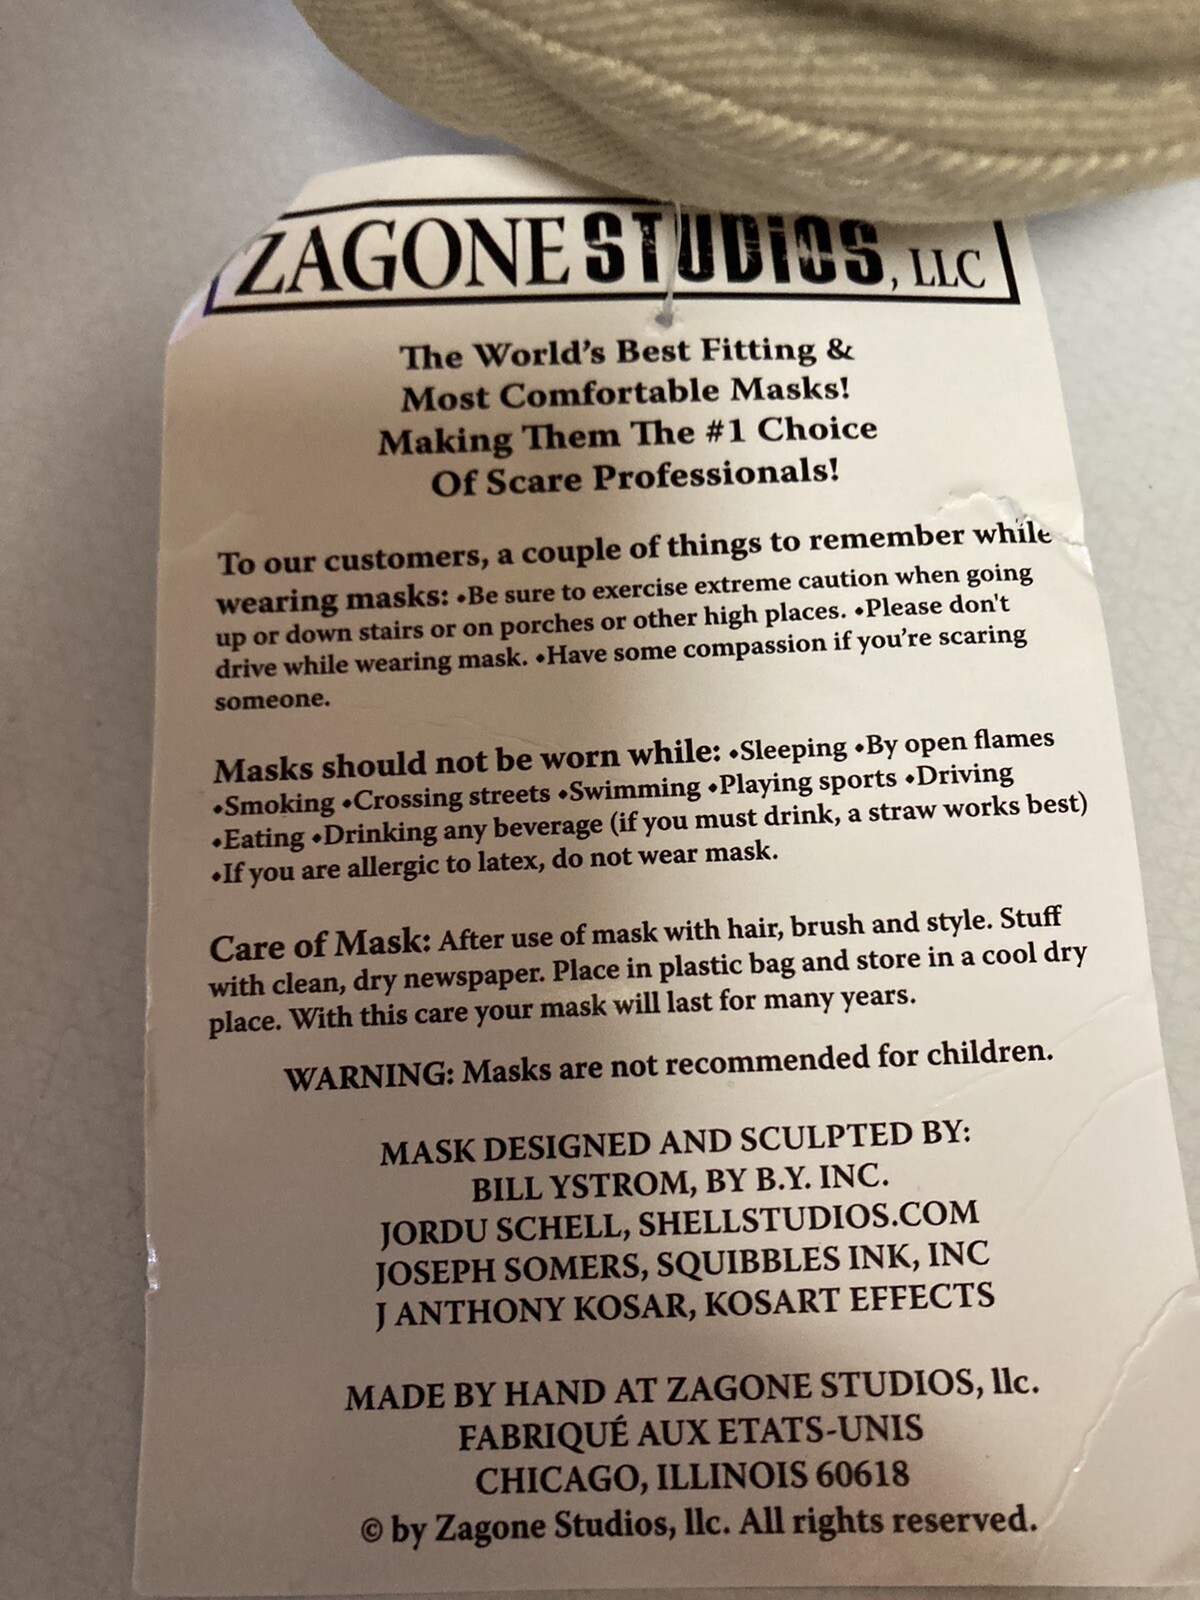 ZAGONE STUDIOS, LLC
The World's Best Fitting &
Most Comfortable Masks!
Making Them The #1 Choice
Of Scare Professionals!
To our customers, a couple of things to remember while
wearing masks: •Be sure to exercise extreme caution when going
up or down stairs or on porches or other high places. •Please don't
drive while wearing mask. •Have some compassion if you're scaring
someone.
Masks should not be worn while: •Sleeping •By open flames
•Smoking •Crossing streets •Swimming •Playing sports •Driving
•Eating •Drinking any beverage (if you must drink, a straw works best)
•If you are allergic to latex, do not wear mask.
Care of Mask: After use of mask with hair, brush and style. Stuff
with clean, dry newspaper. Place in plastic bag and store in a cool dry
place. With this care your mask will last for many years.
WARNING: Masks are not recommended for children.
MASK DESIGNED AND SCULPTED BY:
BILL YSTROM, BY B.Y. INC.
JORDU SCHELL, SHELLSTUDIOS.COM
JOSEPH SOMERS, SQUIBBLES INK, INC
J ANTHONY KOSAR, KOSART EFFECTS
MADE BY HAND AT ZAGONE STUDIOS, llc.
FABRIQUÉ AUX ETATS-UNIS
CHICAGO, ILLINOIS 60618
© by Zagone Studios, llc. All rights reserved.